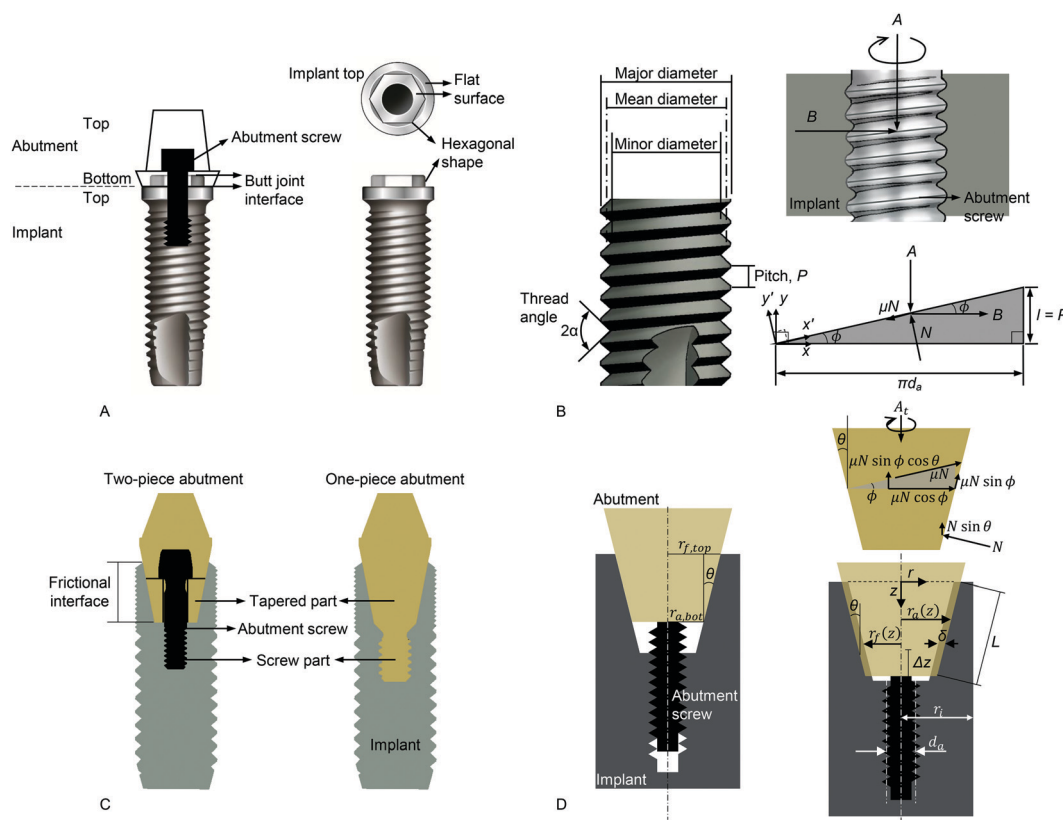 Implant top
Flat
surface
Top
Abutment
Abutment screw
Hexagonal
shape
Bottom
Butt joint
interface
Top
Implant
A
Major diameter
Mean diameter
Minor diameter
Pitch, P
Thread
angle
2α
A
B
Implant
Abutment
screw
A
y′
y
μN
ϕ
B
x′
ϕ
N
x
πd_a
B
Two-piece abutment
One-piece abutment
Frictional
interface
Tapered part
Abutment screw
Screw part
Implant
C
Abutment
r_{f,top}
θ
r_{a,bot}
Abutment
screw
Implant
A_t
θ
μN sin ϕ cos θ
μN
μN sin ϕ
ϕ
μN cos ϕ
N sin θ
N
r
z
θ
r_a(z)
r_f(z)
δ
L
Δz
r_i
d_a
D